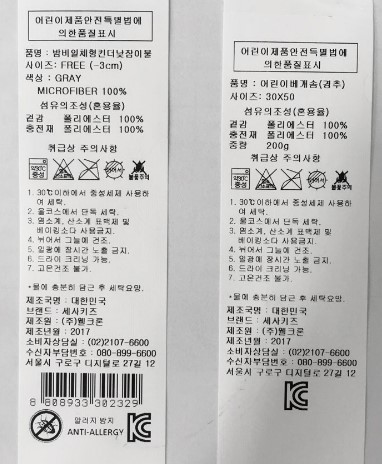 어린이제품안전특별법에
의한품질표시
품명 : 범비일체형킨더낮잠이불
사이즈: FREE (-3cm)
색상 : GRAY
MICROFIBER 100%
섬유의조성(혼용율)
겉감 폴리에스터 100%
충전재 폴리에스터 100%
취급상 주의사항
약30℃
중성
물통주의
1. 30℃이하에서 중성세제 사용하
여 세탁.
2. 울코스에서 단독 세탁.
3. 염소계, 산소계 표백제 및
베이킹소다 사용금지.
4. 뉘어서 그늘에 건조.
5. 일광에 장시간 노출 금지.
6. 드라이 크리닝 가능.
7. 고온건조 불가.
*물에 충분히 담근 후 세탁요망.
제조국명 : 대한민국
브랜드 : 세사키즈
제조원 : (주)웰크론
제조년월 : 2017
소비자상담실 : (02)2107-6600
수신자부담번호 : 080-899-6600
서울시 구로구 디지털로 27길 12
8 808933 302329
알러지 방지
ANTI-ALLERGY
어린이제품안전특별법에
의한품질표시
품명 : 어린이베개솜(겸추)
사이즈: 30X50
섬유의조성(혼용율)
겉감 폴리에스터 100%
충전재 폴리에스터 100%
중량 200g
취급상 주의사항
약30℃
중성
1. 30℃이하에서 중성세제 사용하
여 세탁.
2. 울코스에서 단독 세탁.
3. 염소계, 산소계 표백제 및
베이킹소다 사용금지.
4. 뉘어서 그늘에 건조.
5. 일광에 장시간 노출 금지.
6. 드라이 크리닝 가능.
7. 고온건조 불가.
*물에 충분히 담근 후 세탁요망.
제조국명 : 대한민국
브랜드 : 세사키즈
제조원 : (주)웰크론
제조년월 : 2017
소비자상담실 : (02)2107-6600
수신자부담번호 : 080-899-6600
서울시 구로구 디지털로 27길 12